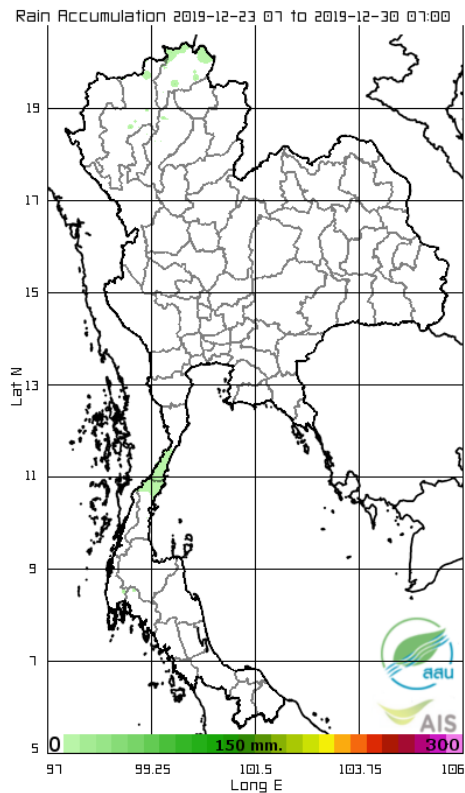 Rain Accumulation 2019-12-23 07 to 2019-12-30 07:00
19
17
15
Lat N
13
11
9
7
สสน
AIS
5
0 150 mm. 300
97 99.25 101.5 103.75 106
Long E